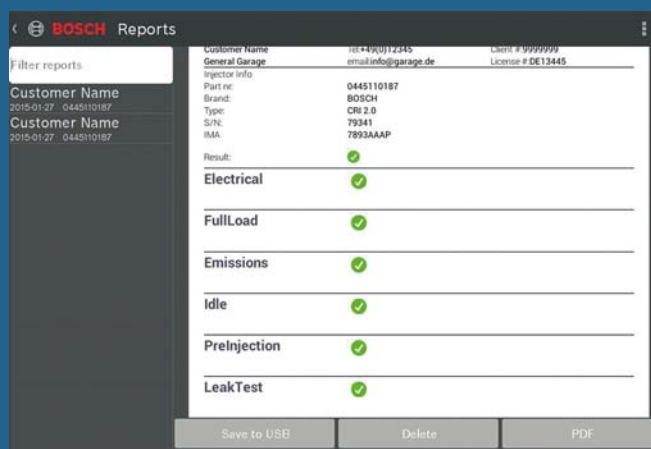 BOSCH Reports
Filter reports
Customer Name
2015-01-27 0445110187
Customer Name
2015-01-27 0445110187
Customer Name Tel:+49(0)12345 Client #:9999999
General Garage email:info@garage.de License #:DE13445
Injector Info
Part nr: 0445110187
Brand: BOSCH
Type: CRI 2.0
S/N: 79341
IMA 7893AAAP
Result:
Electrical
FullLoad
Emissions
Idle
PreInjection
LeakTest
Save to USB Delete PDF